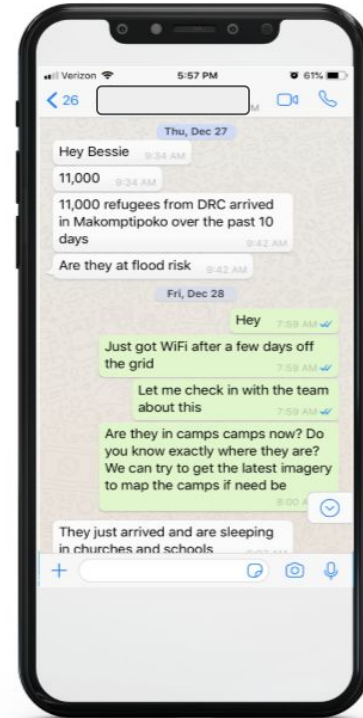 Verizon 5:57 PM 61%
26
Thu, Dec 27
Hey Bessie 9:34 AM
11,000 9:34 AM
11,000 refugees from DRC arrived
in Makomptipoko over the past 10
days 9:42 AM
Are they at flood risk 9:42 AM
Fri, Dec 28
Hey 7:59 AM
Just got WiFi after a few days off
the grid 7:59 AM
Let me check in with the team
about this 7:59 AM
Are they in camps camps now? Do
you know exactly where they are?
We can try to get the latest imagery
to map the camps if need be
8:00 A
They just arrived and are sleeping
in churches and schools